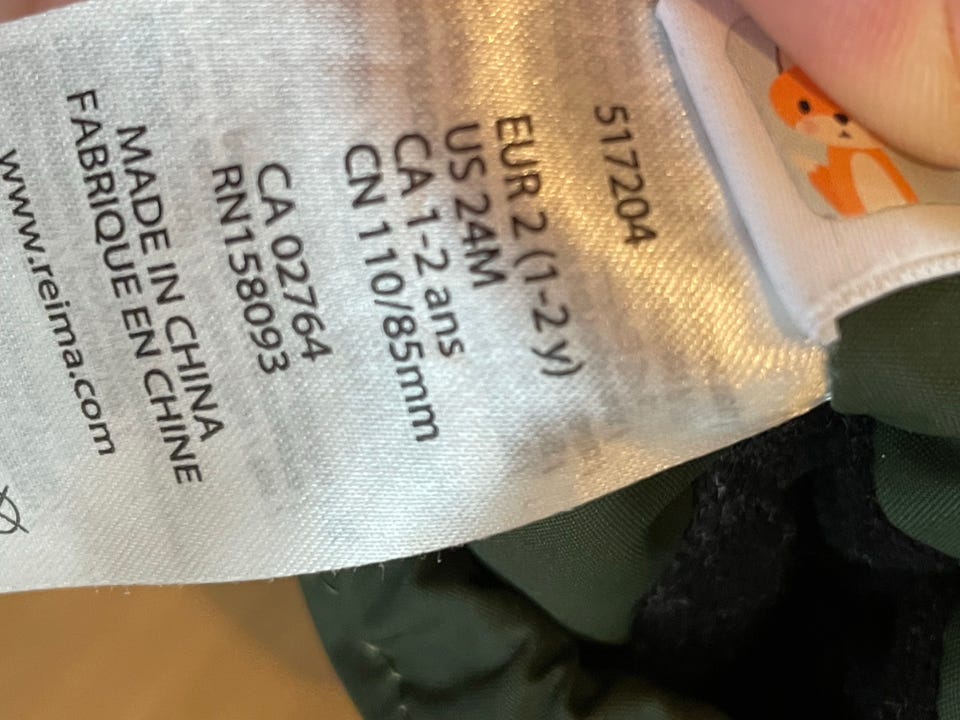 517204
EUR 2 (1-2 y)
US 24M
CA 1-2 ans
CN 110/85mm
CA 02764
RN158093
MADE IN CHINA
FABRIQUE EN CHINE
www.reima.com